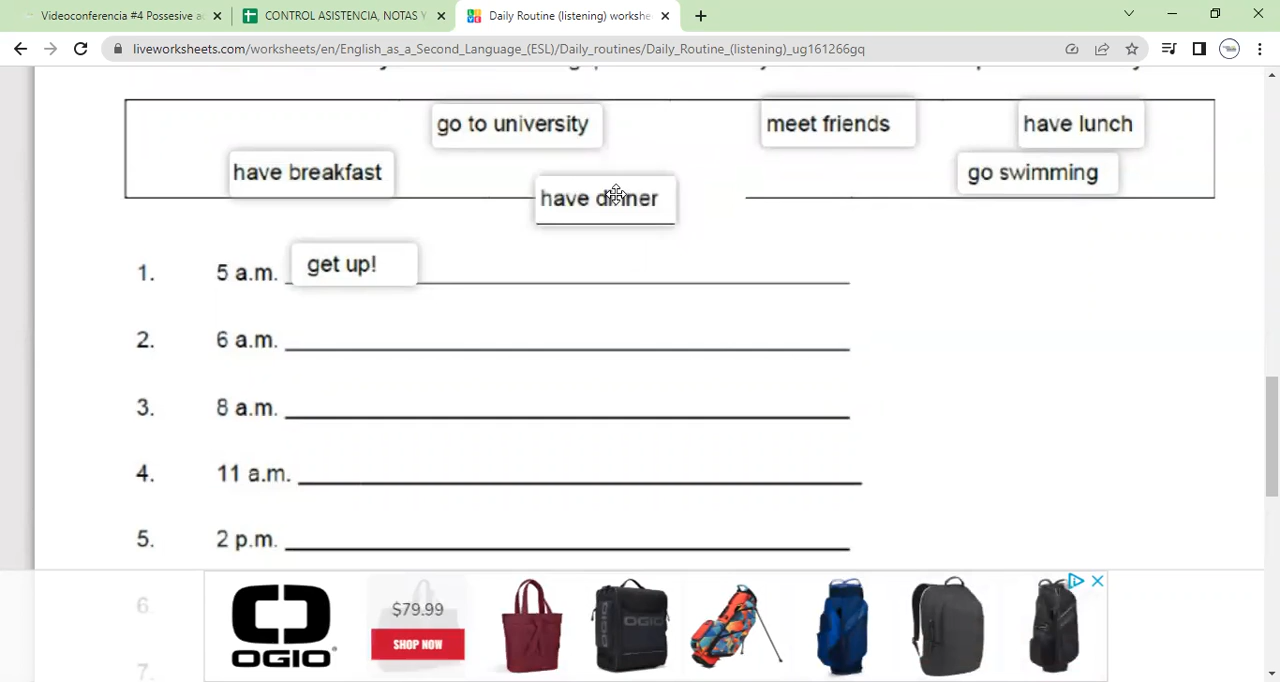 Videoconferencia #4 Possesive ac
CONTROL ASISTENCIA, NOTAS Y
Daily Routine (listening) workshe
liveworksheets.com/worksheets/en/English_as_a_Second_Language_(ESL)/Daily_routines/Daily_Routine_(listening)_ug161266gq
go to university
meet friends
have lunch
have breakfast
go swimming
have dinner
1. 5 a.m. get up!
2. 6 a.m.
3. 8 a.m.
4. 11 a.m.
5. 2 p.m.
6.
7.
OGIO
$79.99
SHOP NOW
OGIO